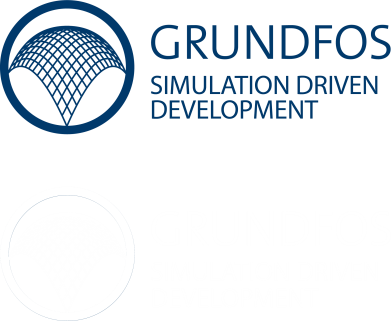 GRUNDFOS
SIMULATION DRIVEN
DEVELOPMENT